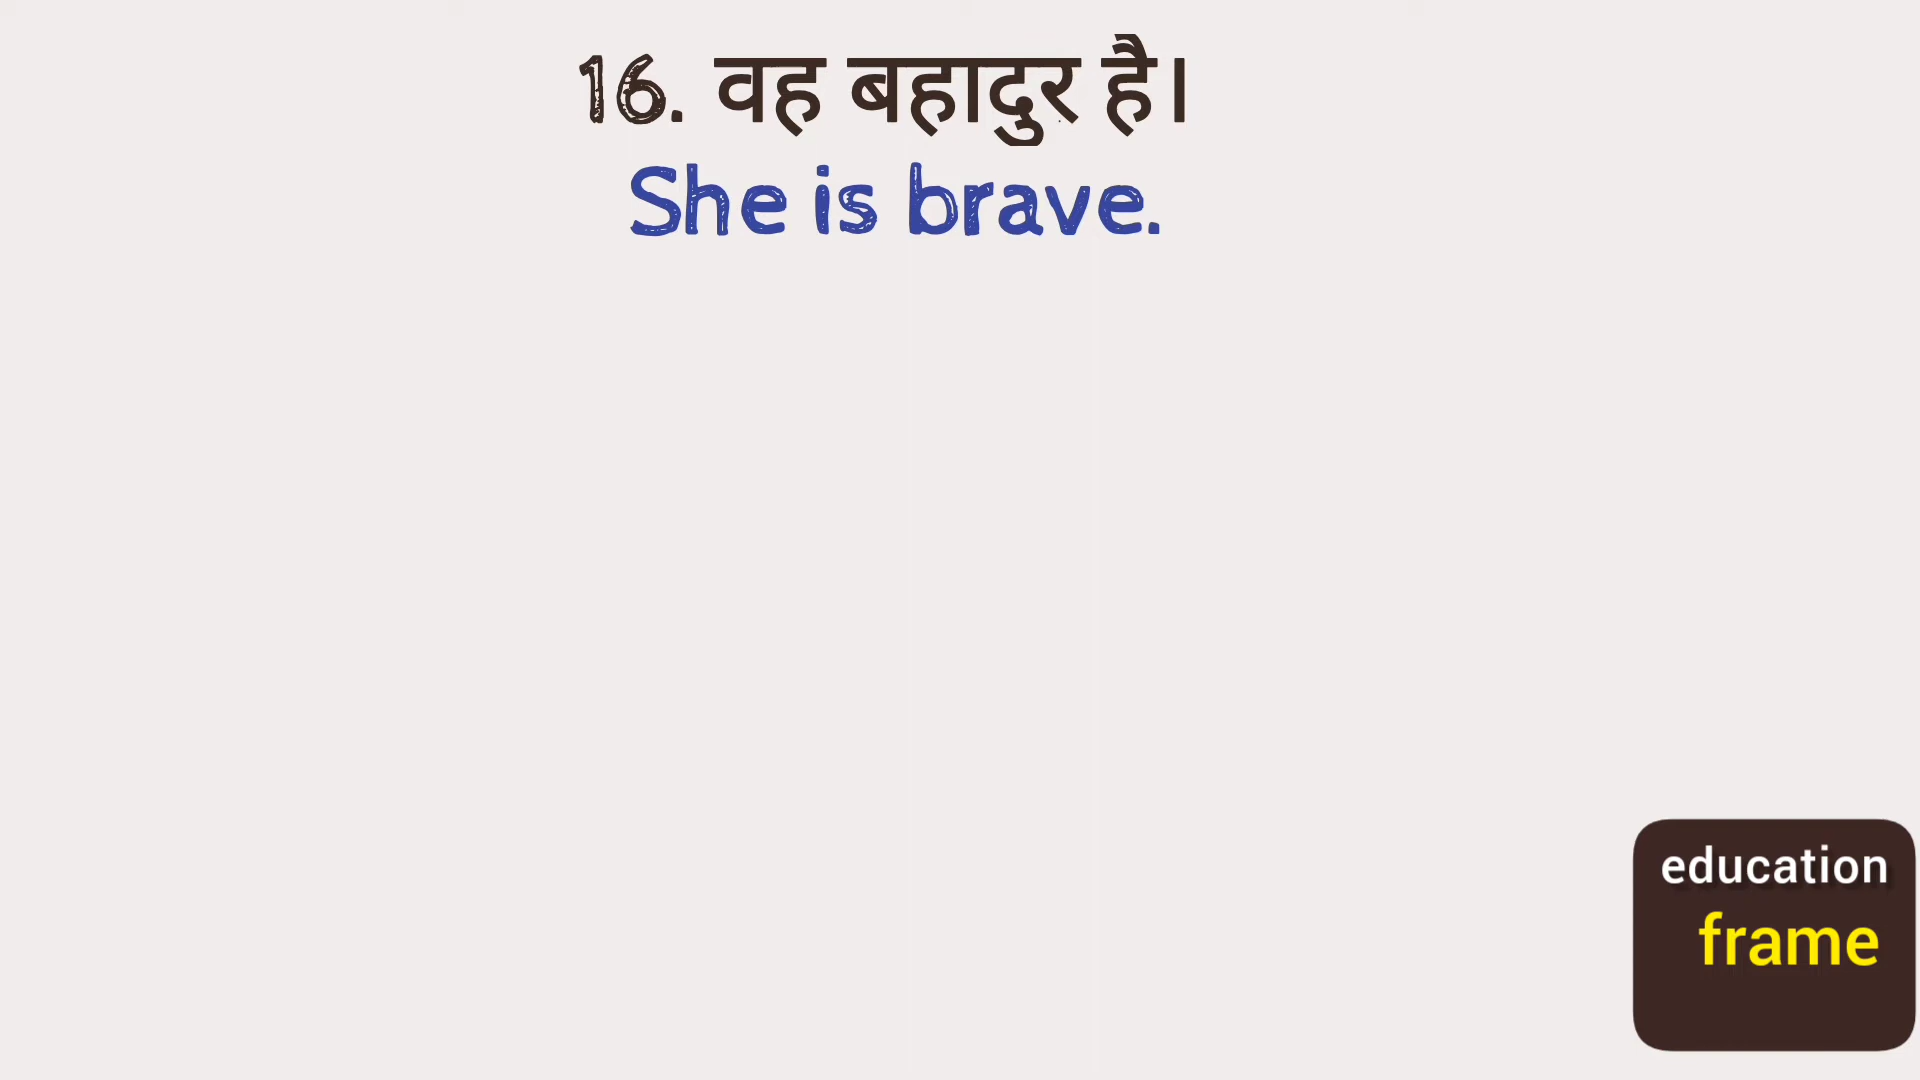 16. वह बहादुर है।
She is brave.
education
frame